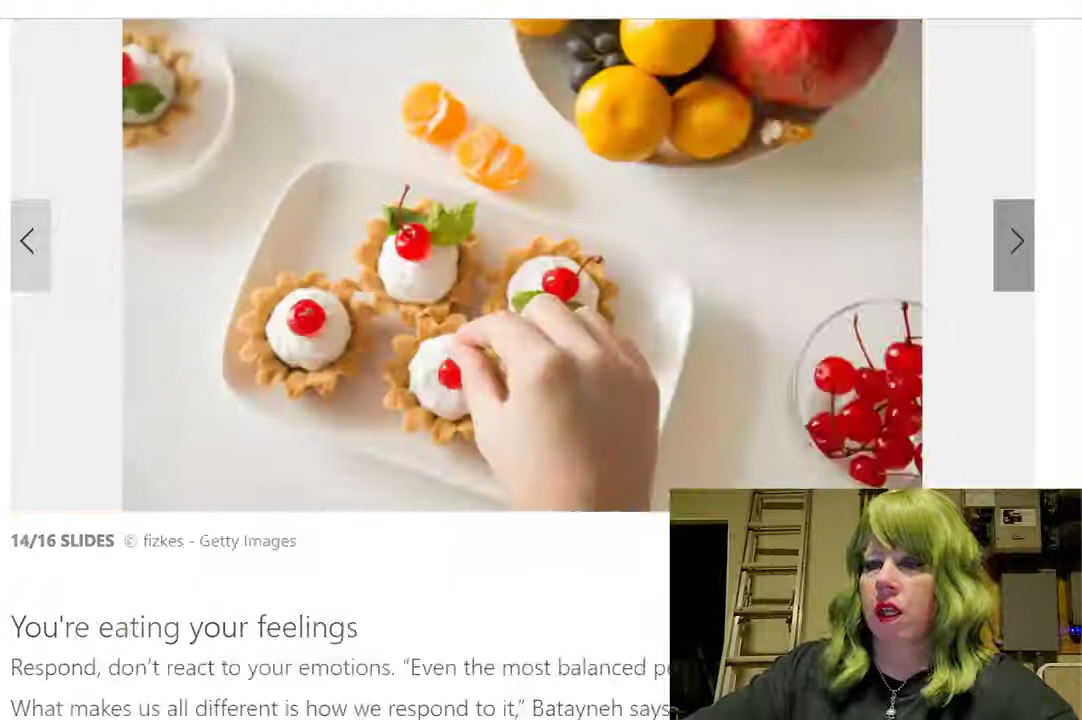 14/16 SLIDES © fizkes - Getty Images
You're eating your feelings
Respond, don’t react to your emotions. “Even the most balanced
What makes us all different is how we respond to it,” Batayneh says